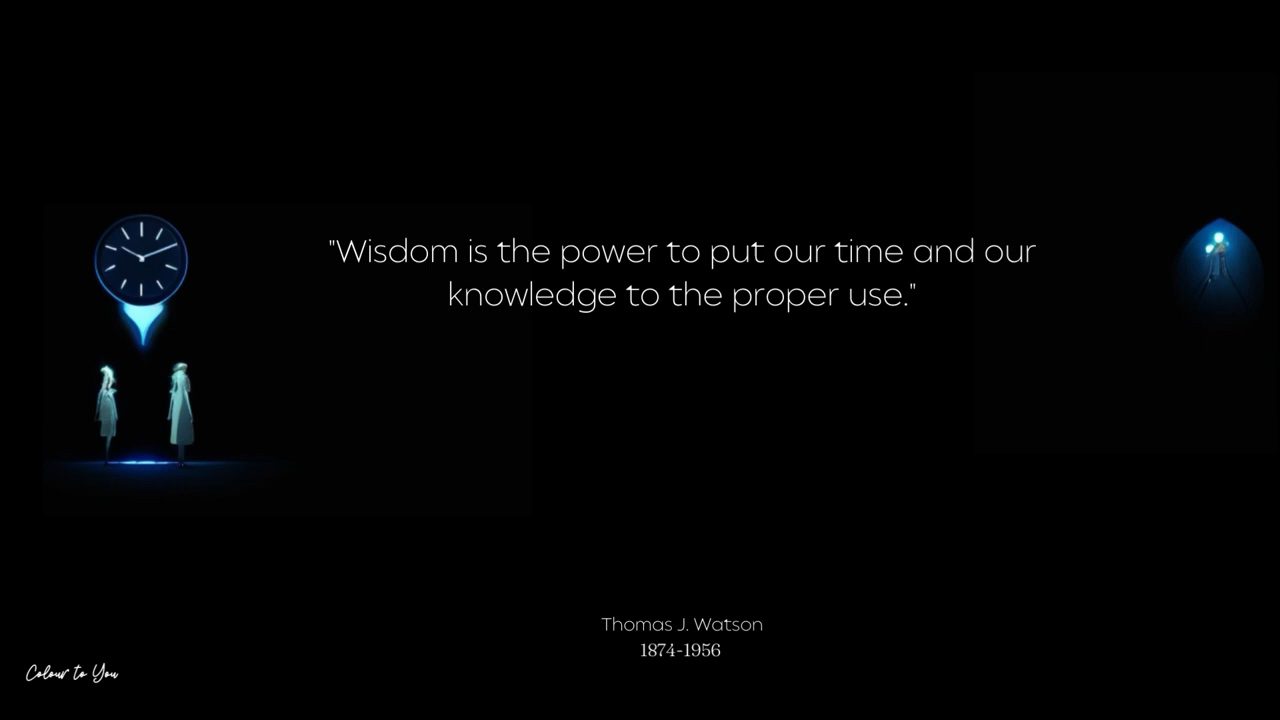 "Wisdom is the power to put our time and our
knowledge to the proper use."
Thomas J. Watson
1874-1956
Colour to You